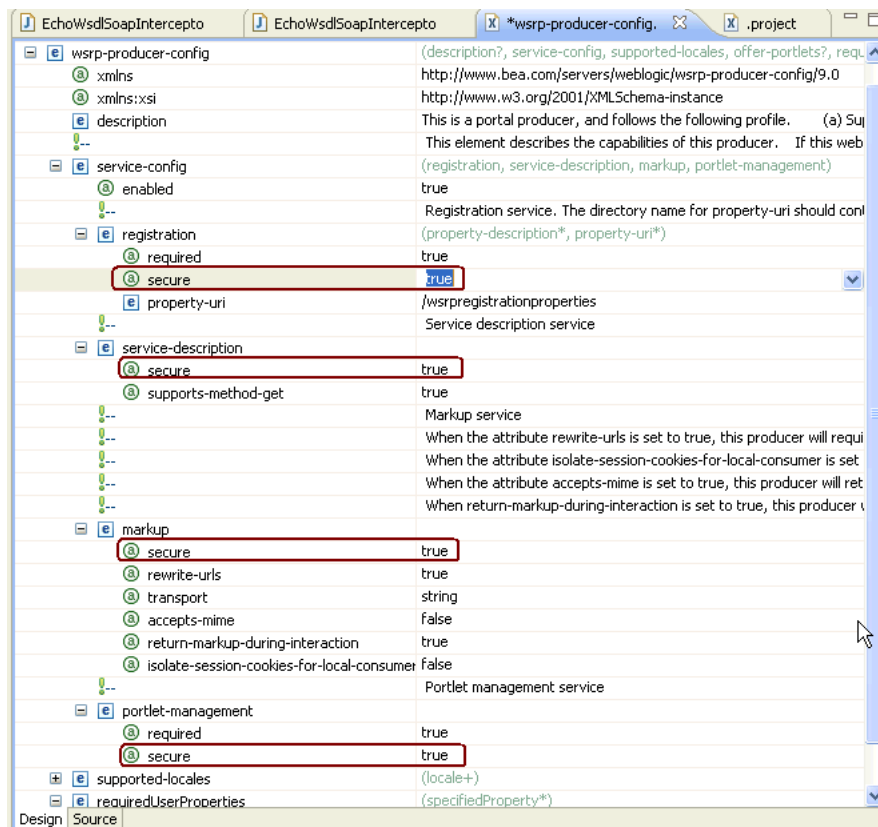 EchoWsdlSoapIntercepto EchoWsdlSoapIntercepto *wsrp-producer-config. .project
wsrp-producer-config (description?, service-config, supported-locales, offer-portlets?, requ
xmlns http://www.bea.com/servers/weblogic/wsrp-producer-config/9.0
xmlns:xsi http://www.w3.org/2001/XMLSchema-instance
description This is a portal producer, and follows the following profile. (a) Sup
!-- This element describes the capabilities of this producer. If this web
service-config (registration, service-description, markup, portlet-management)
enabled true
!-- Registration service. The directory name for property-uri should cont
registration (property-description*, property-uri*)
required true
secure true
property-uri /wsrpregistrationproperties
!-- Service description service
service-description
secure true
supports-method-get true
!-- Markup service
!-- When the attribute rewrite-urls is set to true, this producer will requi
!-- When the attribute isolate-session-cookies-for-local-consumer is set
!-- When the attribute accepts-mime is set to true, this producer will ret
!-- When return-markup-during-interaction is set to true, this producer
markup
secure true
rewrite-urls true
transport string
accepts-mime false
return-markup-during-interaction true
isolate-session-cookies-for-local-consumer false
!-- Portlet management service
portlet-management
required true
secure true
supported-locales (locale+)
requiredUserProperties (specifiedProperty*)
Design Source